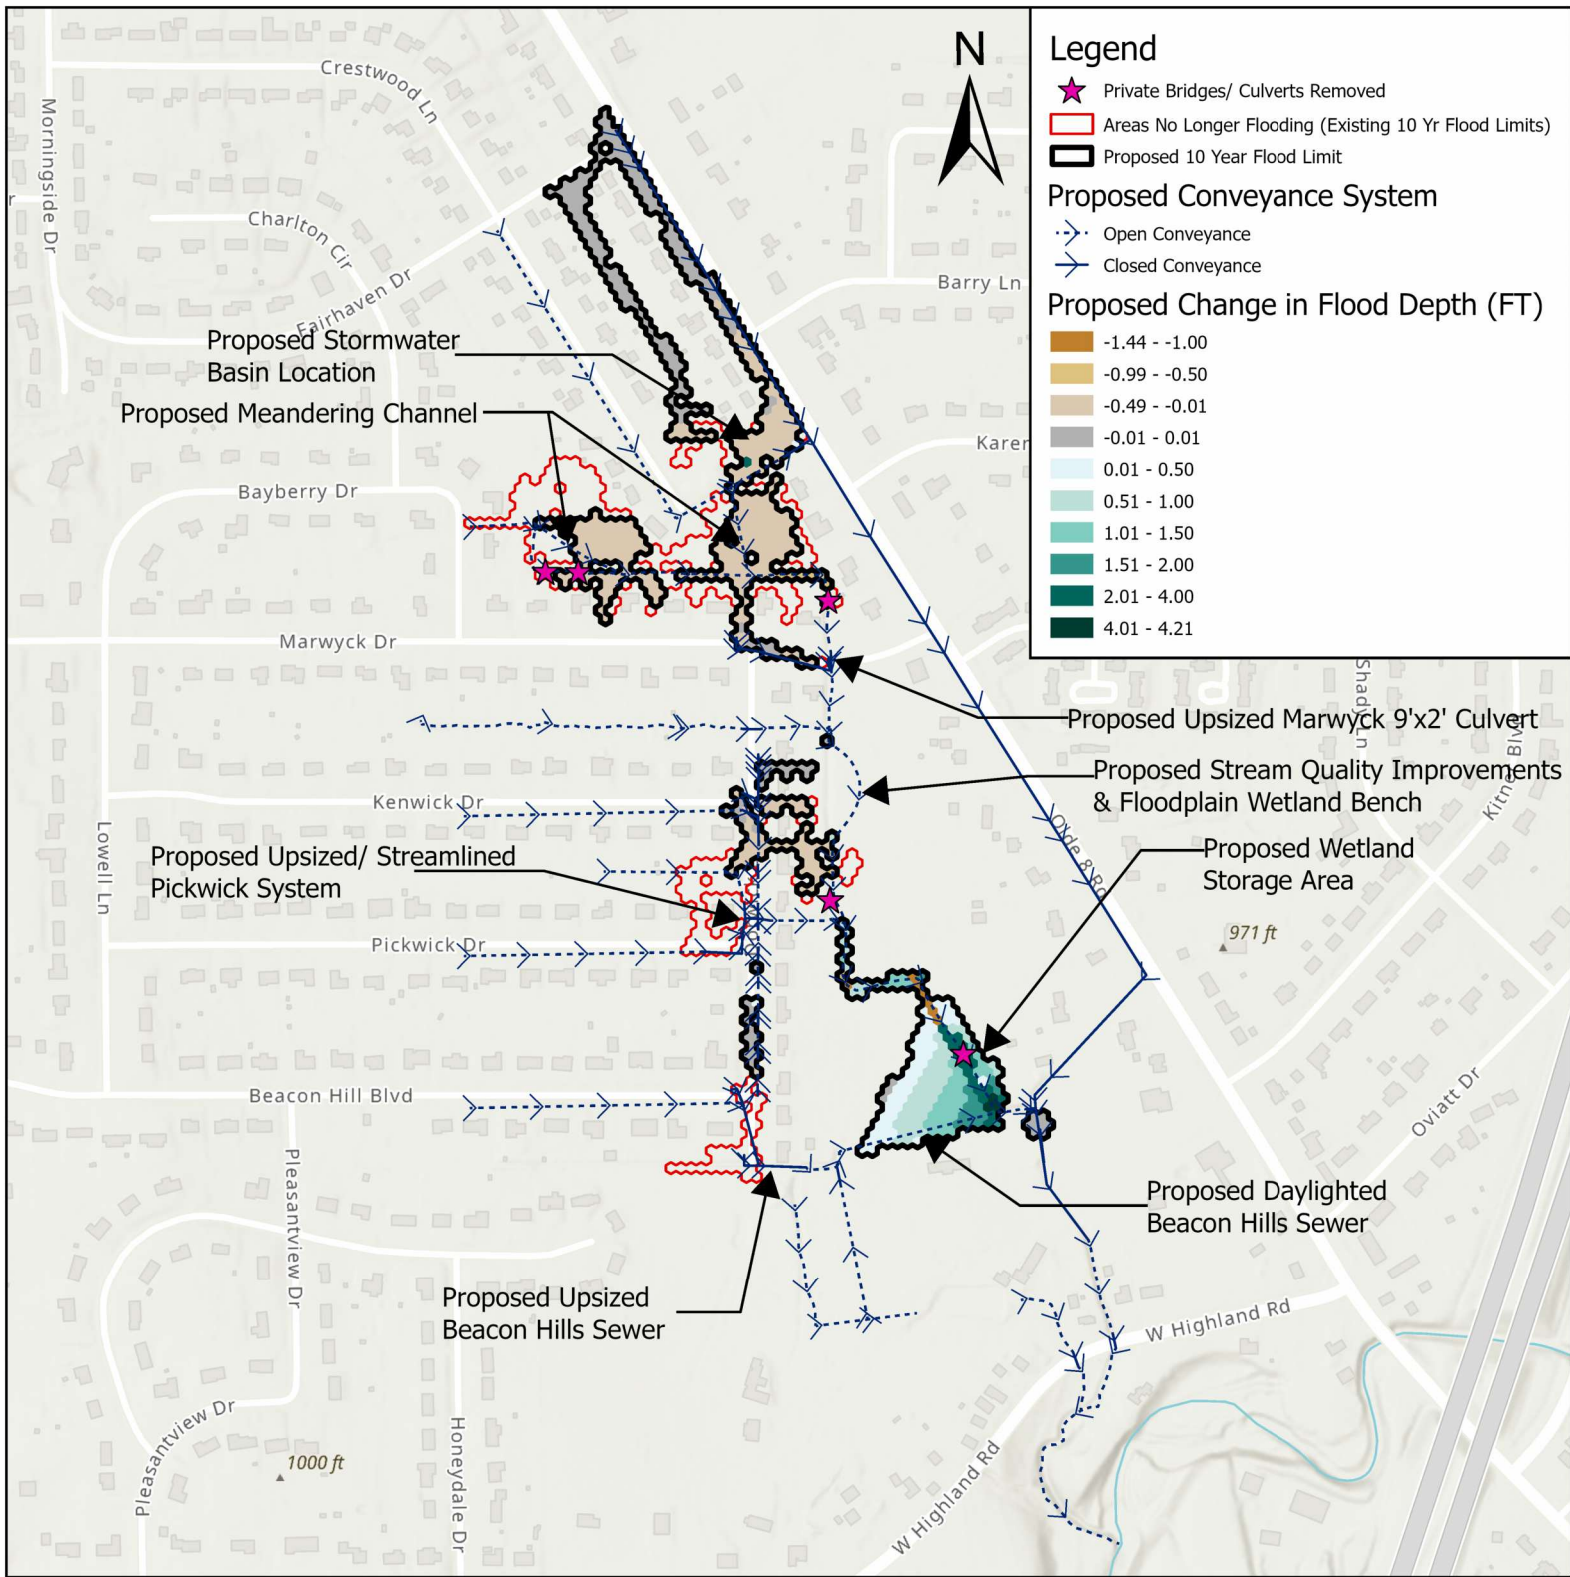 N
Legend
Private Bridges/ Culverts Removed
Areas No Longer Flooding (Existing 10 Yr Flood Limits)
Proposed 10 Year Flood Limit
Proposed Conveyance System
Open Conveyance
Closed Conveyance
Proposed Change in Flood Depth (FT)
-1.44 - -1.00
-0.99 - -0.50
-0.49 - -0.01
-0.01 - 0.01
0.01 - 0.50
0.51 - 1.00
1.01 - 1.50
1.51 - 2.00
2.01 - 4.00
4.01 - 4.21
Crestwood Ln
Morningside Dr
Charlton Cir
Fairhaven Dr
Barry Ln
Proposed Stormwater
Basin Location
Proposed Meandering Channel
Karen
Bayberry Dr
Marwyck Dr
Shady Ln
Proposed Upsized Marwyck 9'x2' Culvert
Proposed Stream Quality Improvements
& Floodplain Wetland Bench
Kitner Blvd
Kenwick Dr
Lowell Ln
Olde 8 Rd
Proposed Wetland
Storage Area
Proposed Upsized/ Streamlined
Pickwick System
Pickwick Dr
971 ft
Beacon Hill Blvd
Oviatt Dr
Pleasantview Dr
Proposed Daylighted
Beacon Hills Sewer
Proposed Upsized
Beacon Hills Sewer
W Highland Rd
Pleasantview Dr
1000 ft
Honeydale Dr
W Highland Rd